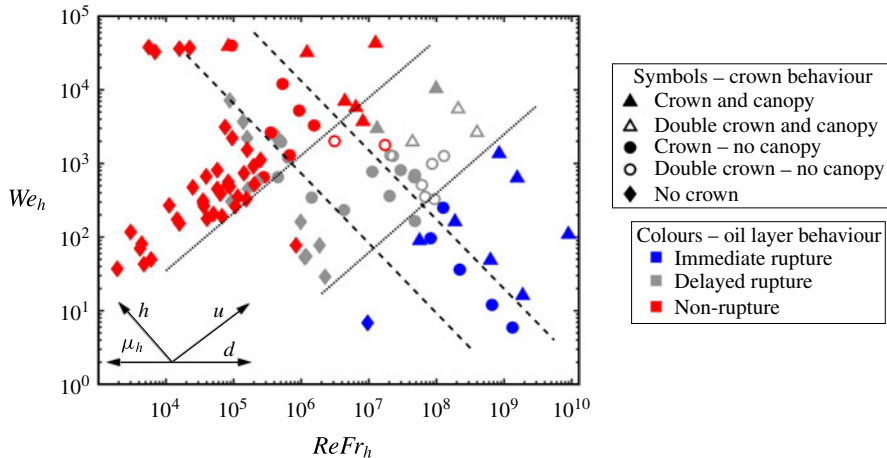 10^5
10^4
10^3
10^2
10^1
10^0
We_h
h
u
μ_h
d
10^4 10^5 10^6 10^7 10^8 10^9 10^10
ReFr_h
Symbols – crown behaviour
Crown and canopy
Double crown and canopy
Crown – no canopy
Double crown – no canopy
No crown
Colours – oil layer behaviour
Immediate rupture
Delayed rupture
Non-rupture